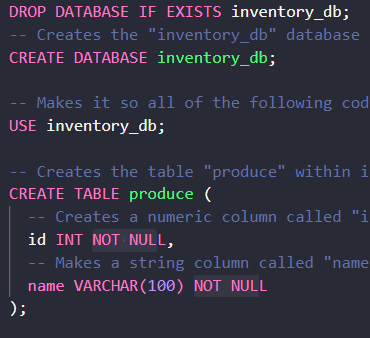 DROP DATABASE IF EXISTS inventory_db;
-- Creates the "inventory_db" database
CREATE DATABASE inventory_db;
-- Makes it so all of the following cod
USE inventory_db;
-- Creates the table "produce" within i
CREATE TABLE produce (
-- Creates a numeric column called "i
id INT NOT NULL,
-- Makes a string column called "name
name VARCHAR(100) NOT NULL
);